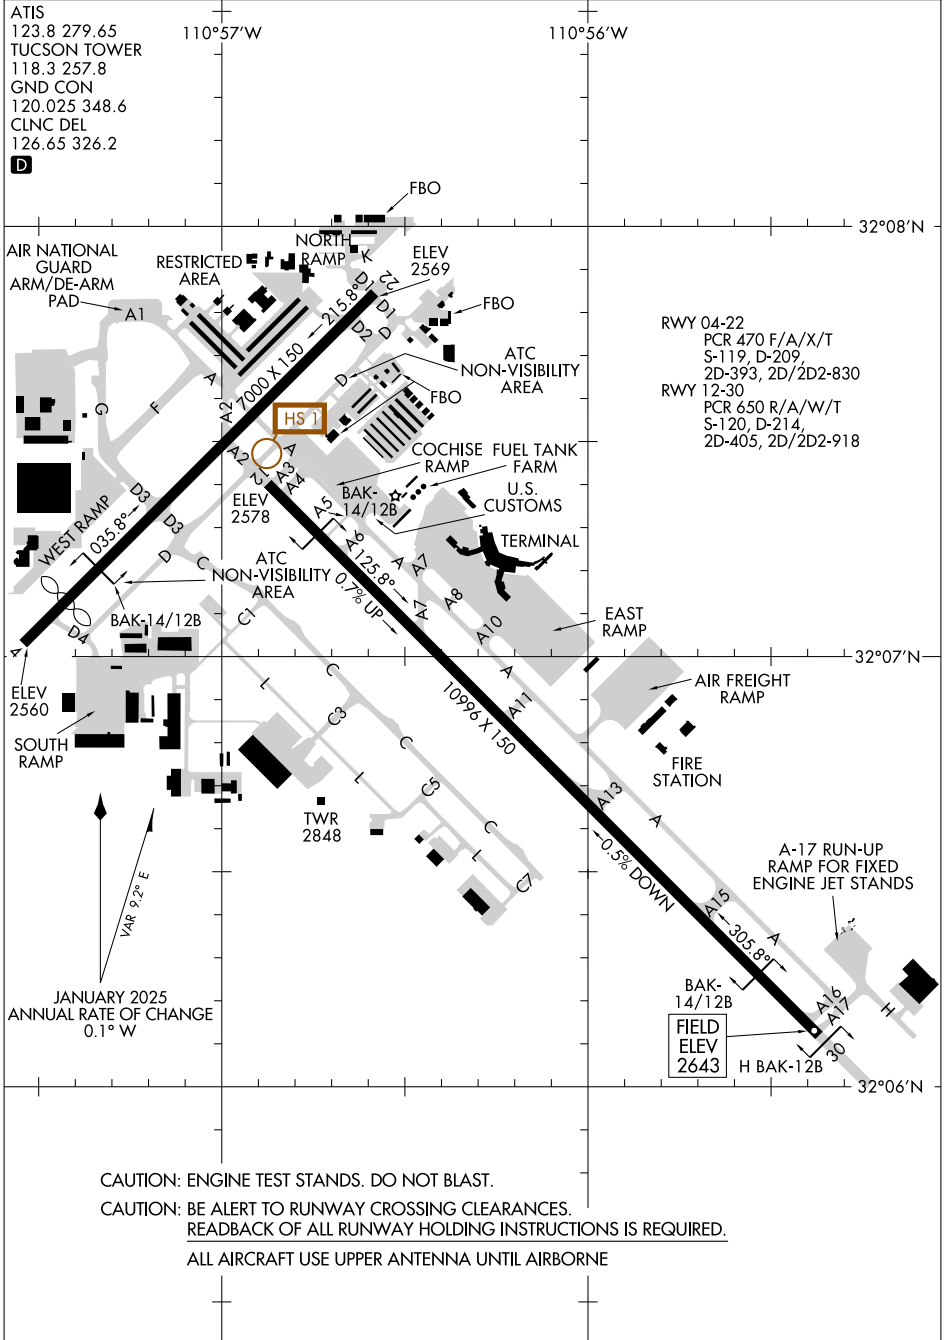 ATIS
123.8 279.65
TUCSON TOWER
118.3 257.8
GND CON
120.025 348.6
CLNC DEL
126.65 326.2
D
110°57'W
110°56'W
FBO
32°08'N
AIR NATIONAL
GUARD
ARM/DE-ARM
PAD
A1
RESTRICTED
AREA
NORTH
RAMP
K
ELEV
2569
22
D1
D1
D2
D
FBO
215.8°
7000 X 150
RWY 04-22
PCR 470 F/A/X/T
S-119, D-209,
2D-393, 2D/2D2-830
RWY 12-30
PCR 650 R/A/W/T
S-120, D-214,
2D-405, 2D/2D2-918
ATC
NON-VISIBILITY
AREA
D
FBO
A
F
G
A2
HS 1
A2
12
A
A3
A4
COCHISE
RAMP
FUEL TANK
FARM
U.S.
CUSTOMS
BAK-
14/12B
ELEV
2578
A5
A6
TERMINAL
WEST RAMP
035.8°
D3
D3
D
C
ATC
NON-VISIBILITY
AREA
125.8°
0.7% UP
A
A7
A7
A8
A10
EAST
RAMP
BAK-14/12B
D4
4
C1
32°07'N
ELEV
2560
SOUTH
RAMP
L
C
C3
C
10996 X 150
A
A11
AIR FREIGHT
RAMP
FIRE
STATION
L
TWR
2848
C5
C
L
C7
A13
A
0.5% DOWN
A-17 RUN-UP
RAMP FOR FIXED
ENGINE JET STANDS
VAR 9.2° E
JANUARY 2025
ANNUAL RATE OF CHANGE
0.1° W
A15
A
305.8°
BAK-
14/12B
A16
A17
H
FIELD
ELEV
2643
H BAK-12B
30
32°06'N
CAUTION: ENGINE TEST STANDS. DO NOT BLAST.
CAUTION: BE ALERT TO RUNWAY CROSSING CLEARANCES.
READBACK OF ALL RUNWAY HOLDING INSTRUCTIONS IS REQUIRED.
ALL AIRCRAFT USE UPPER ANTENNA UNTIL AIRBORNE